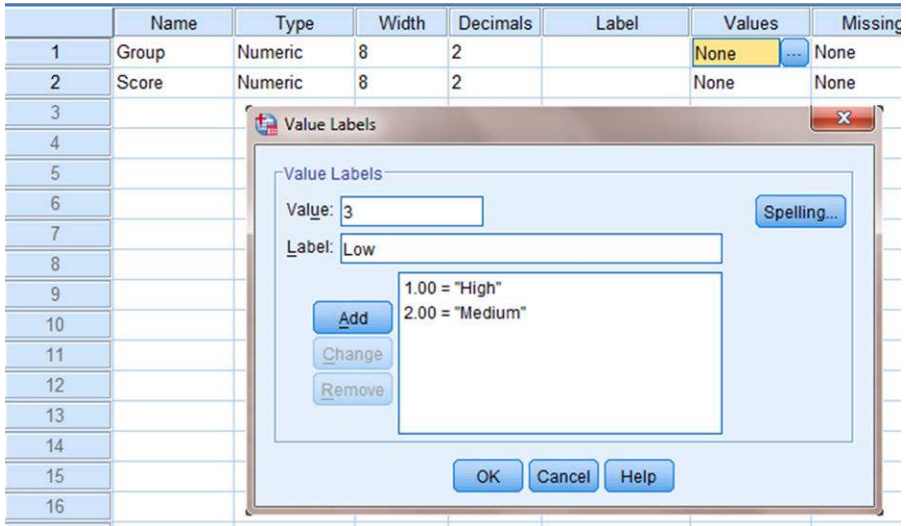 Name Type Width Decimals Label Values Missing
1 Group Numeric 8 2 None ... None
2 Score Numeric 8 2 None None
3
Value Labels
4
5
Value Labels
6
Value: 3 Spelling...
7
Label: Low
8
9
1.00 = "High"
10
Add 2.00 = "Medium"
11
Change
12
Remove
13
14
15
OK Cancel Help
16